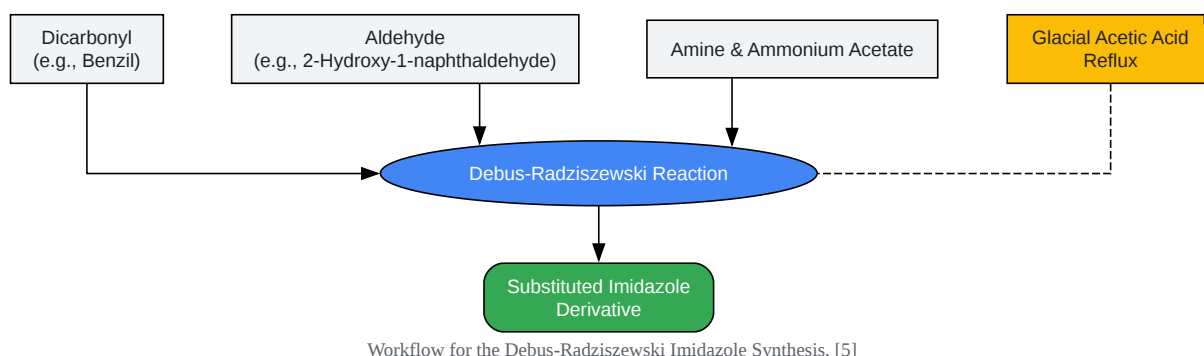 Dicarbonyl
(e.g., Benzil)
Aldehyde
(e.g., 2-Hydroxy-1-naphthaldehyde)
Amine & Ammonium Acetate
Glacial Acetic Acid
Reflux
Debus-Radziszewski Reaction
Substituted Imidazole
Derivative
Workflow for the Debus-Radziszewski Imidazole Synthesis. [5]